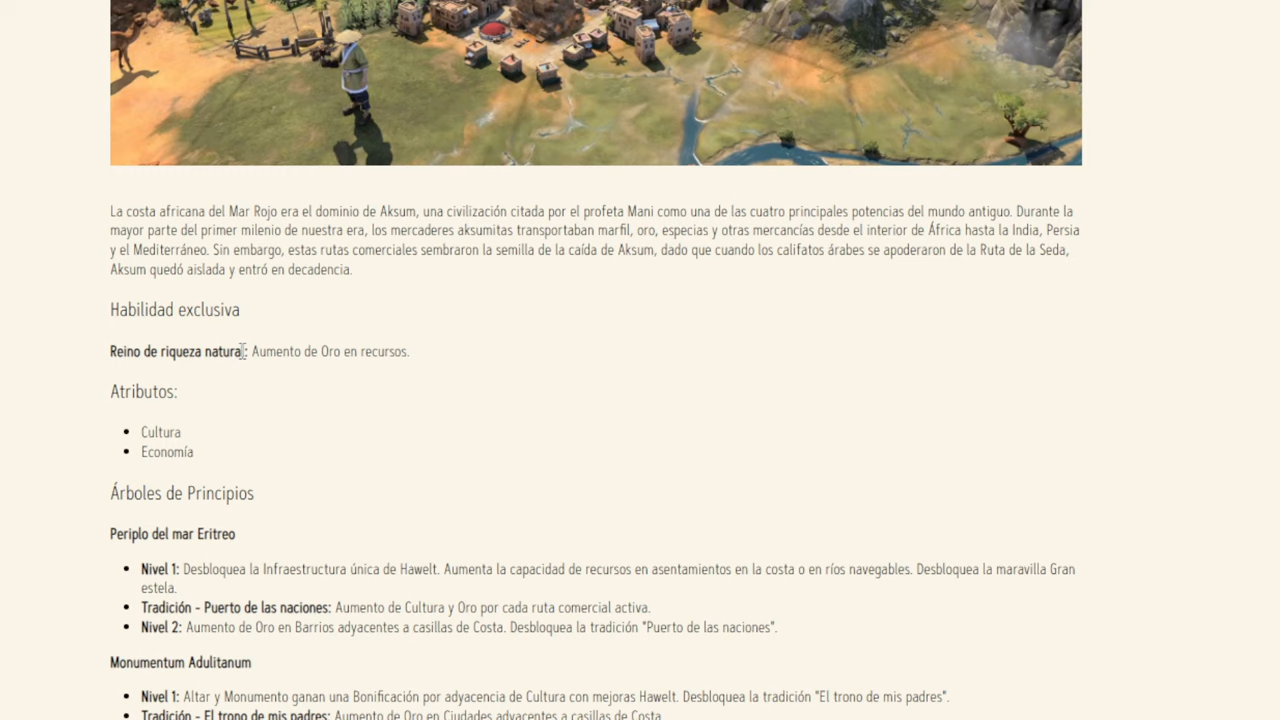 La costa africana del Mar Rojo era el dominio de Aksum, una civilización citada por el profeta Mani como una de las cuatro principales potencias del mundo antiguo. Durante la
mayor parte del primer milenio de nuestra era, los mercaderes aksumitas transportaban marfil, oro, especias y otras mercancías desde el interior de África hasta la India, Persia
y el Mediterráneo. Sin embargo, estas rutas comerciales sembraron la semilla de la caída de Aksum, dado que cuando los califatos árabes se apoderaron de la Ruta de la Seda,
Aksum quedó aislada y entró en decadencia.
Habilidad exclusiva
Reino de riqueza natural: Aumento de Oro en recursos.
Atributos:
• Cultura
• Economía
Árboles de Principios
Periplo del mar Eritreo
• Nivel 1: Desbloquea la Infraestructura única de Hawelt. Aumenta la capacidad de recursos en asentamientos en la costa o en ríos navegables. Desbloquea la maravilla Gran
estela.
• Tradición - Puerto de las naciones: Aumento de Cultura y Oro por cada ruta comercial activa.
• Nivel 2: Aumento de Oro en Barrios adyacentes a casillas de Costa. Desbloquea la tradición "Puerto de las naciones".
Monumentum Adulitanum
• Nivel 1: Altar y Monumento ganan una Bonificación por adyacencia de Cultura con mejoras Hawelt. Desbloquea la tradición "El trono de mis padres".
• Tradición - El trono de mis padres: Aumento de Oro en Ciudades adyacentes a casillas de Costa.